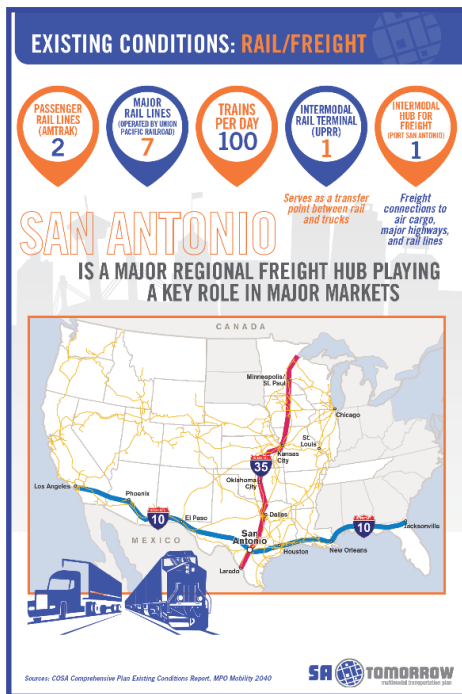 EXISTING CONDITIONS: RAIL/FREIGHT
PASSENGER
RAIL LINES
(AMTRAK)
2
MAJOR
RAIL LINES
(OPERATED BY UNION
PACIFIC RAILROAD)
7
TRAINS
PER DAY
100
INTERMODAL
RAIL TERMINAL
(UPRR)
1
INTERMODAL
HUB FOR
FREIGHT
(PORT SAN ANTONIO)
1
Serves as a transfer
point between rail
and trucks
Freight
connections to
air cargo,
major highways,
and rail lines
SAN ANTONIO
IS A MAJOR REGIONAL FREIGHT HUB PLAYING
A KEY ROLE IN MAJOR MARKETS
CANADA
Minneapolis/
St. Paul
Chicago
St.
Louis
Kansas
City
35
Oklahoma
City
Los Angeles
Phoenix
10
El Paso
Dallas
San
Antonio
10
Jacksonville
MEXICO
Houston
New Orleans
Laredo
Sources: COSA Comprehensive Plan Existing Conditions Report, MPO Mobility 2040
SA TOMORROW
multimodal transportation plan